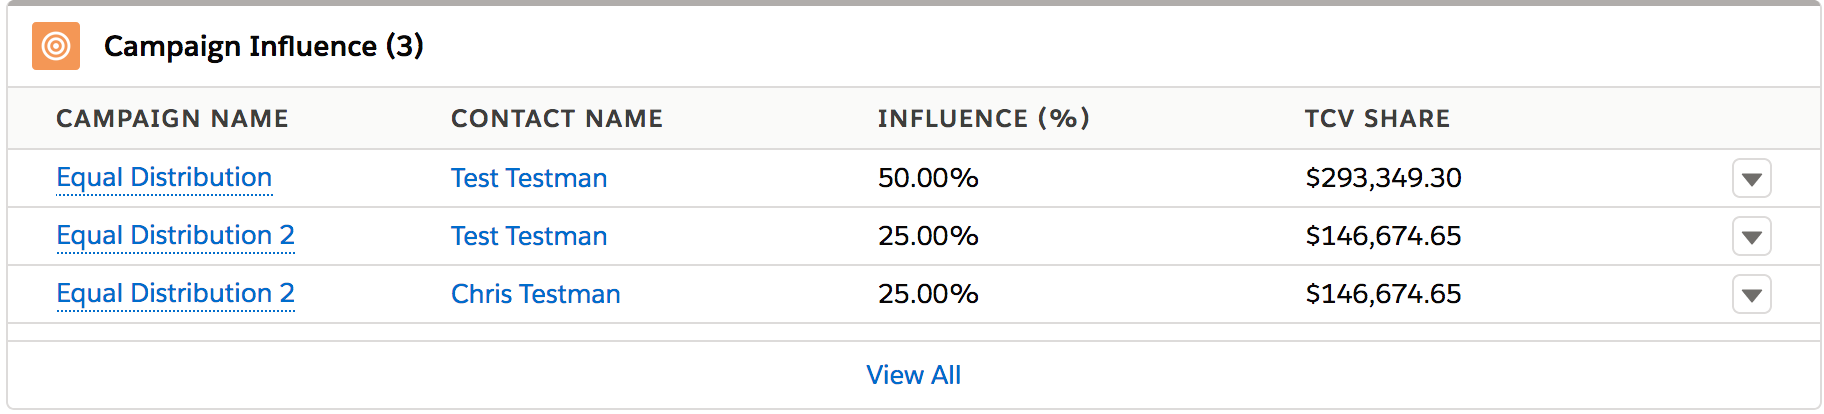 Campaign Influence (3)
CAMPAIGN NAME CONTACT NAME INFLUENCE (%) TCV SHARE
Equal Distribution Test Testman 50.00% $293,349.30
Equal Distribution 2 Test Testman 25.00% $146,674.65
Equal Distribution 2 Chris Testman 25.00% $146,674.65
View All